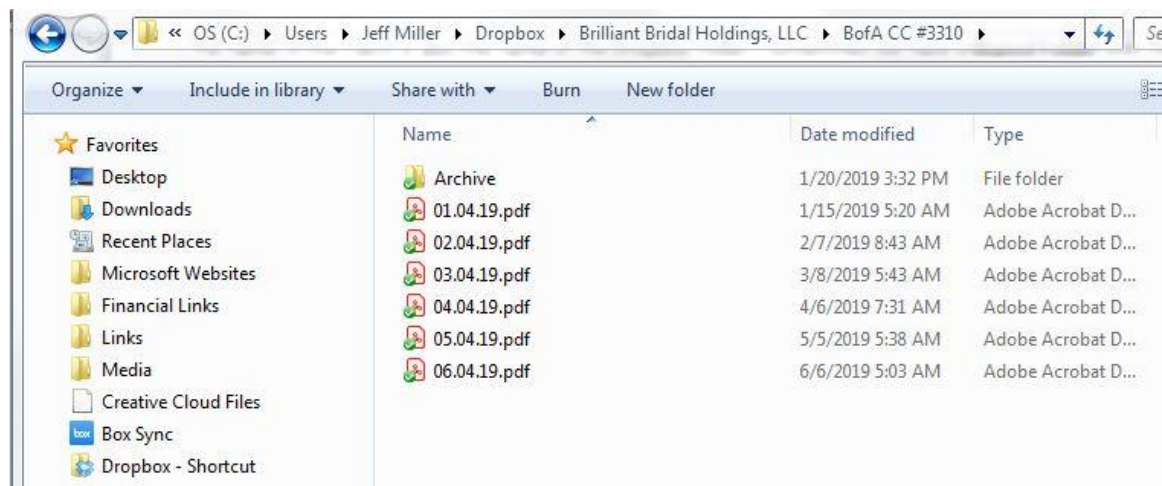 « OS (C:) ▸ Users ▸ Jeff Miller ▸ Dropbox ▸ Brilliant Bridal Holdings, LLC ▸ BofA CC #3310 ▸ Se
Organize Include in library Share with Burn New folder
Name Date modified Type
Favorites
Desktop
Downloads
Recent Places
Microsoft Websites
Financial Links
Links
Media
Creative Cloud Files
box Box Sync
Dropbox - Shortcut
Archive 1/20/2019 3:32 PM File folder
01.04.19.pdf 1/15/2019 5:20 AM Adobe Acrobat D...
02.04.19.pdf 2/7/2019 8:43 AM Adobe Acrobat D...
03.04.19.pdf 3/8/2019 5:43 AM Adobe Acrobat D...
04.04.19.pdf 4/6/2019 7:31 AM Adobe Acrobat D...
05.04.19.pdf 5/5/2019 5:38 AM Adobe Acrobat D...
06.04.19.pdf 6/6/2019 5:03 AM Adobe Acrobat D...